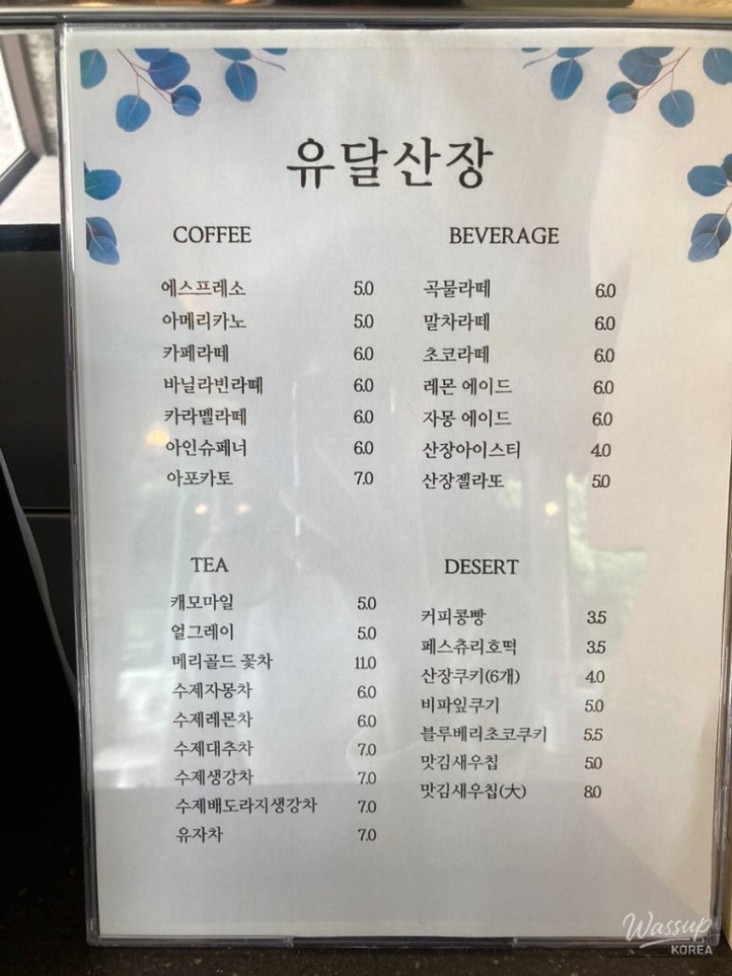 유달산장
COFFEE
에스프레소 5.0
아메리카노 5.0
카페라떼 6.0
바닐라빈라떼 6.0
카라멜라떼 6.0
아인슈페너 6.0
아포카토 7.0
BEVERAGE
곡물라떼 6.0
말차라떼 6.0
초코라떼 6.0
레몬 에이드 6.0
자몽 에이드 6.0
산장아이스티 4.0
산장젤라또 5.0
TEA
캐모마일 5.0
얼그레이 5.0
메리골드 꽃차 11.0
수제자몽차 6.0
수제레몬차 6.0
수제대추차 7.0
수제생강차 7.0
수제배도라지생강차 7.0
유자차 7.0
DESERT
커피콩빵 3.5
페스츄리호떡 3.5
산장쿠키(6개) 4.0
비파잎쿠기 5.0
블루베리초코쿠키 5.5
맛김새우칩 5.0
맛김새우칩(大) 8.0
Wassup
KOREA